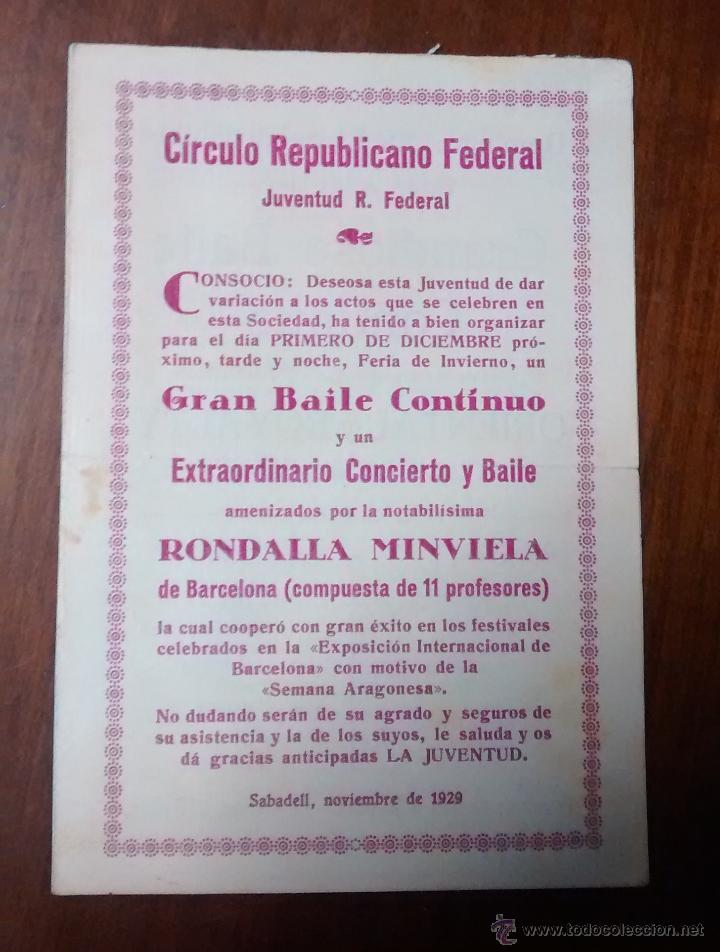 Círculo Republicano Federal
Juventud R. Federal
CONSOCIO: Deseosa esta Juventud de dar
variación a los actos que se celebren en
esta Sociedad, ha tenido a bien organizar
para el día PRIMERO DE DICIEMBRE pró-
ximo, tarde y noche, Feria de Invierno, un
Gran Baile Contínuo
y un
Extraordinario Concierto y Baile
amenizados por la notabilísima
RONDALLA MINVIELA
de Barcelona (compuesta de 11 profesores)
la cual cooperó con gran éxito en los festivales
celebrados en la «Exposición Internacional de
Barcelona» con motivo de la
«Semana Aragonesa».
No dudando serán de su agrado y seguros de
su asistencia y la de los suyos, le saluda y os
dá gracias anticipadas LA JUVENTUD.
Sabadell, noviembre de 1929
© www.todocoleccion.net